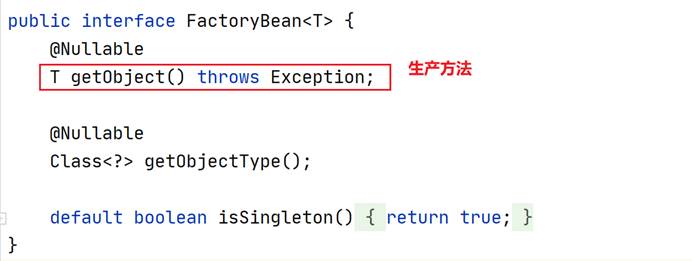 public interface FactoryBean<T> {
@Nullable
T getObject() throws Exception; 生产方法
@Nullable
Class<?> getObjectType();
default boolean isSingleton() { return true; }
}